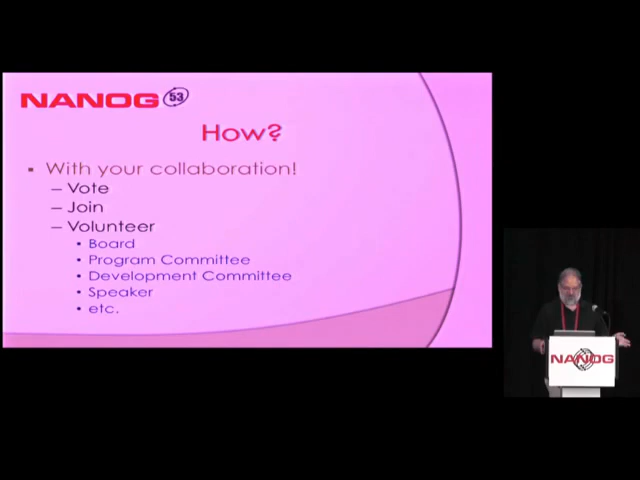 NANOG 53
How?
▪ With your collaboration!
– Vote
– Join
– Volunteer
• Board
• Program Committee
• Development Committee
• Speaker
• etc.
NANOG